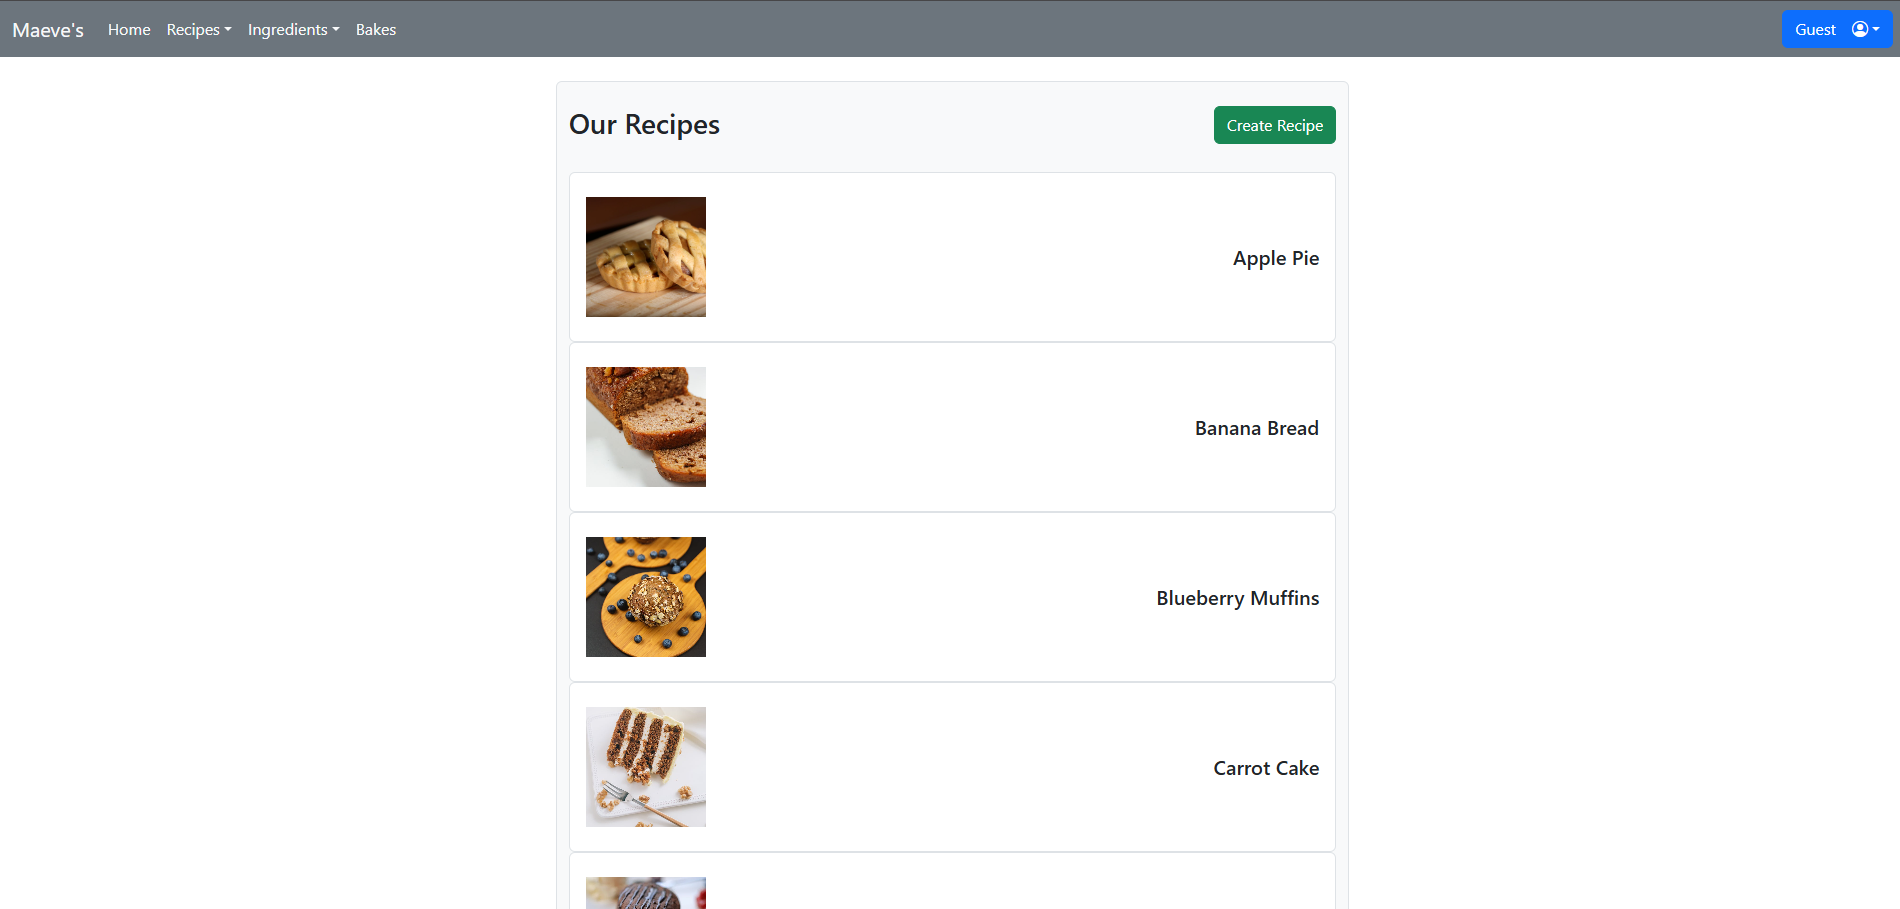 Maeve's Home Recipes Ingredients Bakes Guest
Our Recipes Create Recipe
Apple Pie
Banana Bread
Blueberry Muffins
Carrot Cake